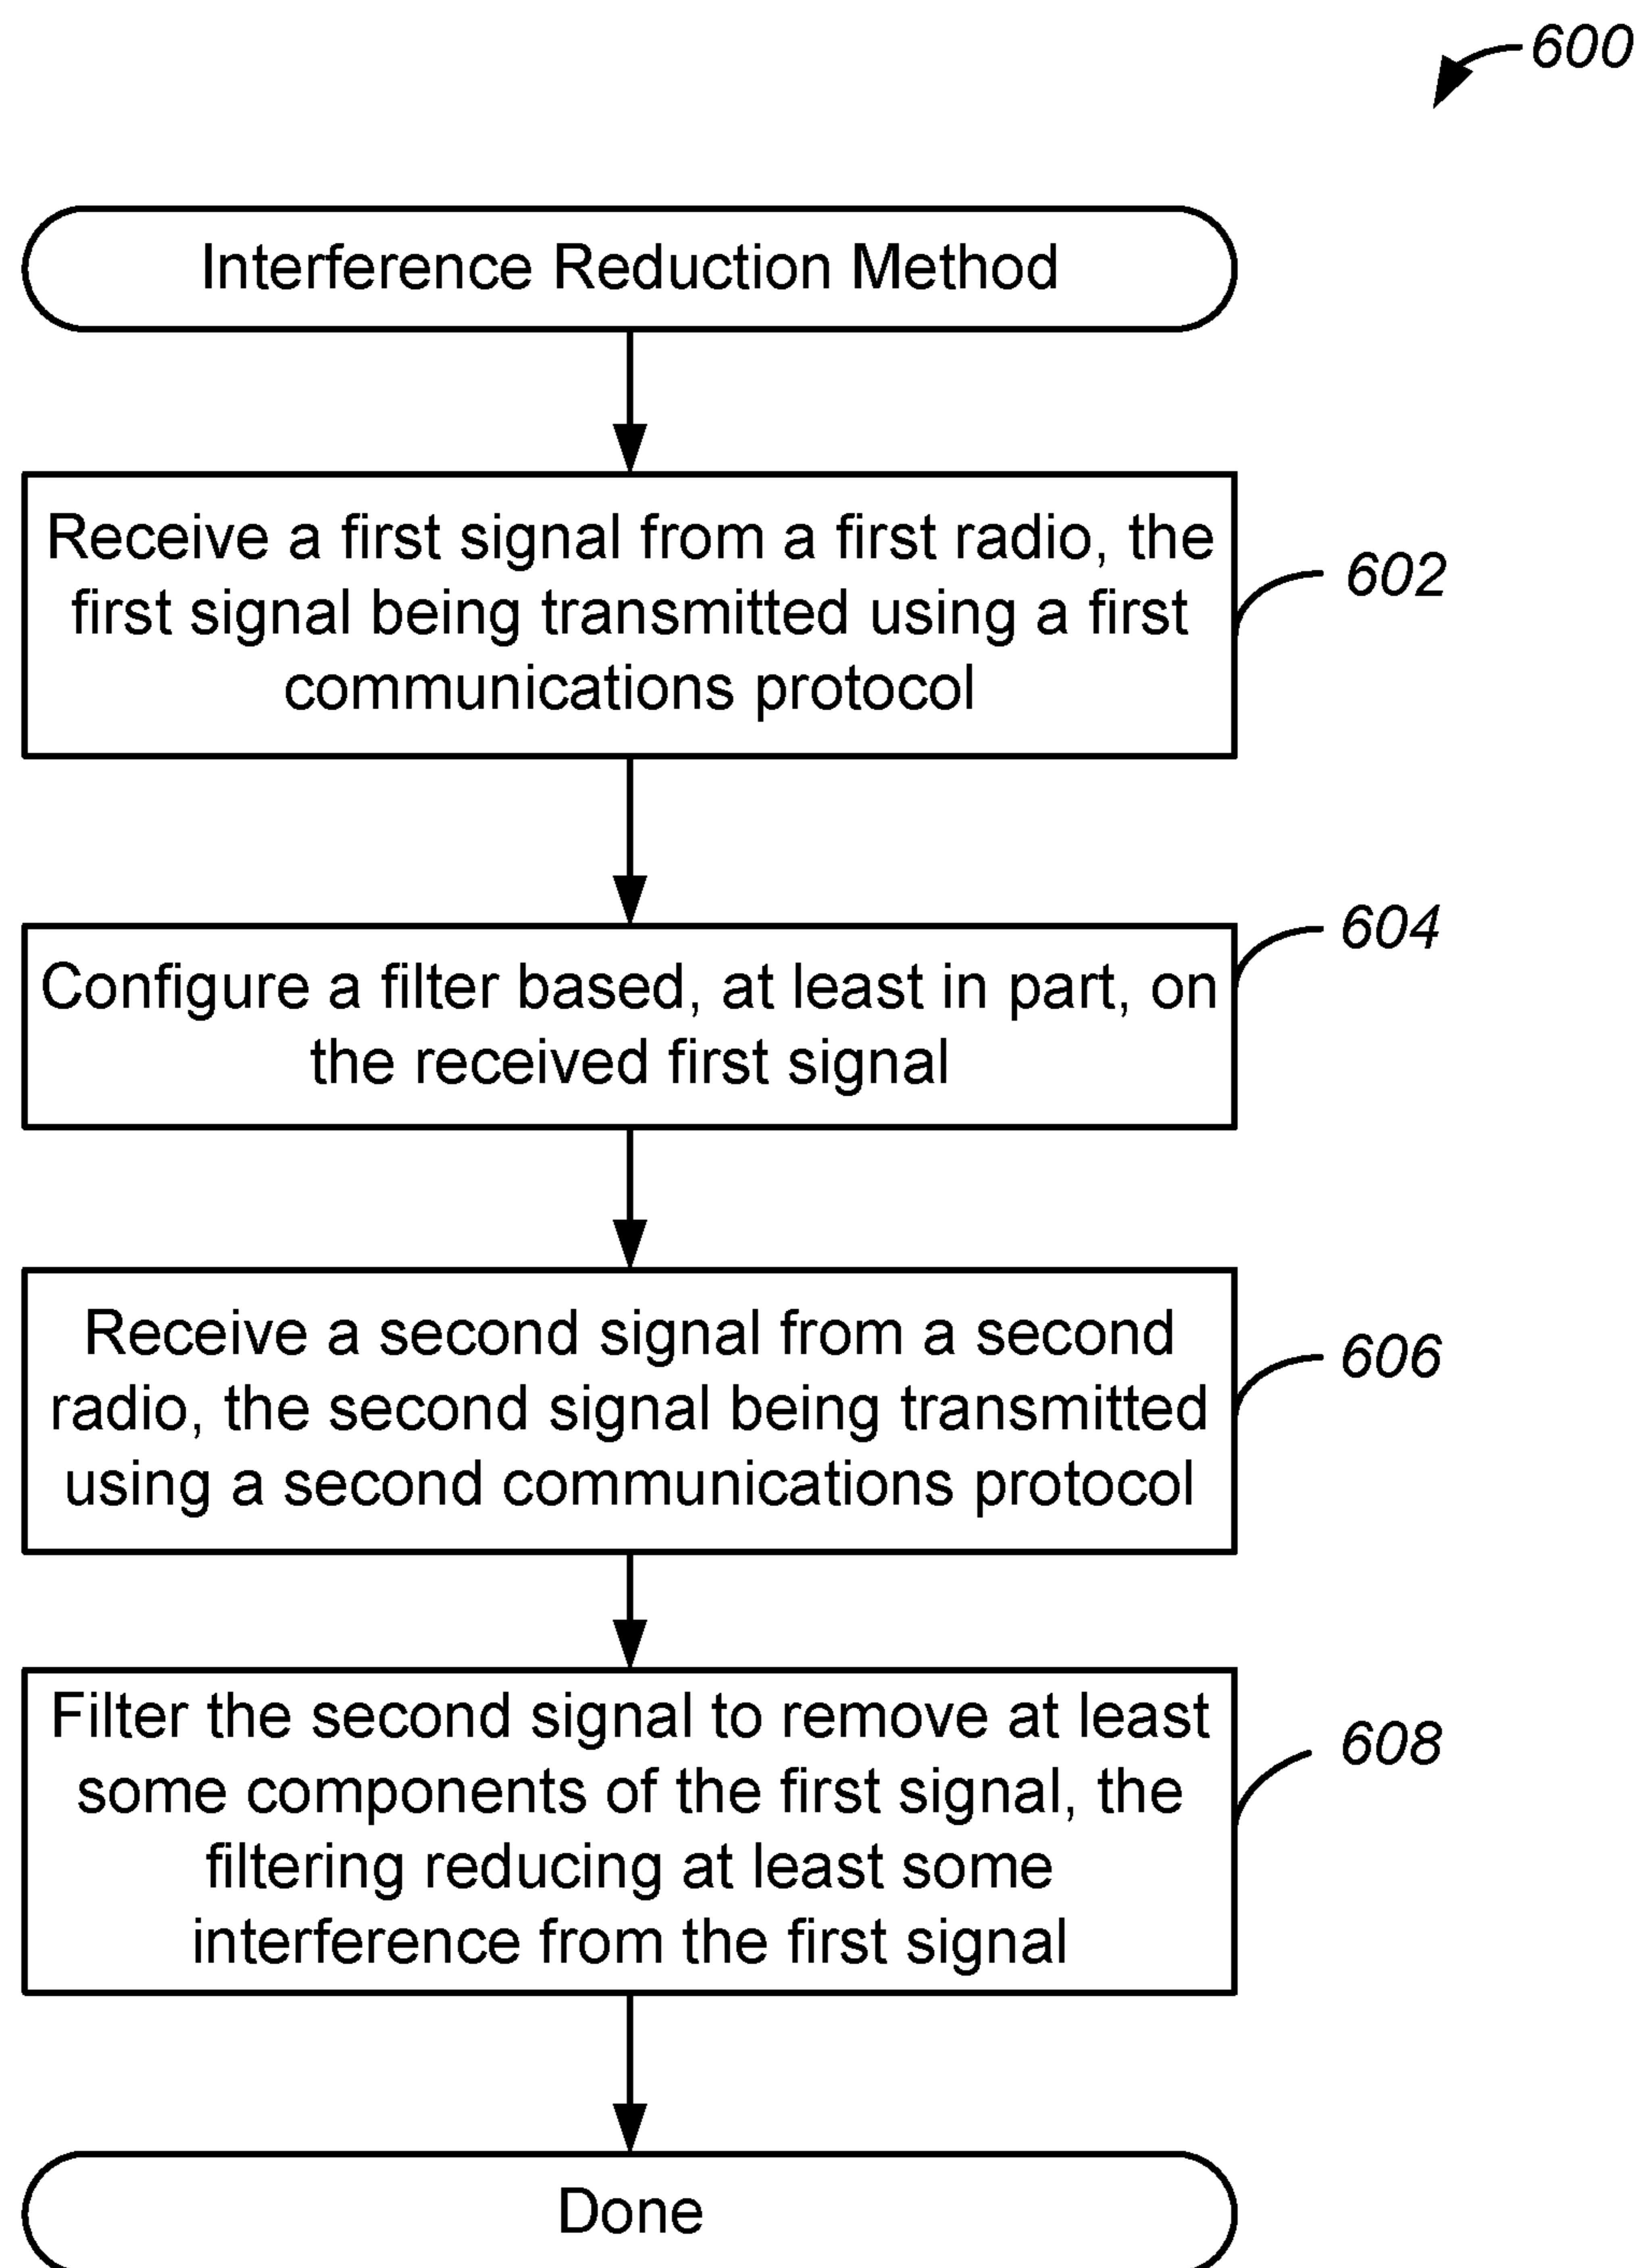 600
Interference Reduction Method
Receive a first signal from a first radio, the
first signal being transmitted using a first
communications protocol
602
Configure a filter based, at least in part, on
the received first signal
604
Receive a second signal from a second
radio, the second signal being transmitted
using a second communications protocol
606
Filter the second signal to remove at least
some components of the first signal, the
filtering reducing at least some
interference from the first signal
608
Done